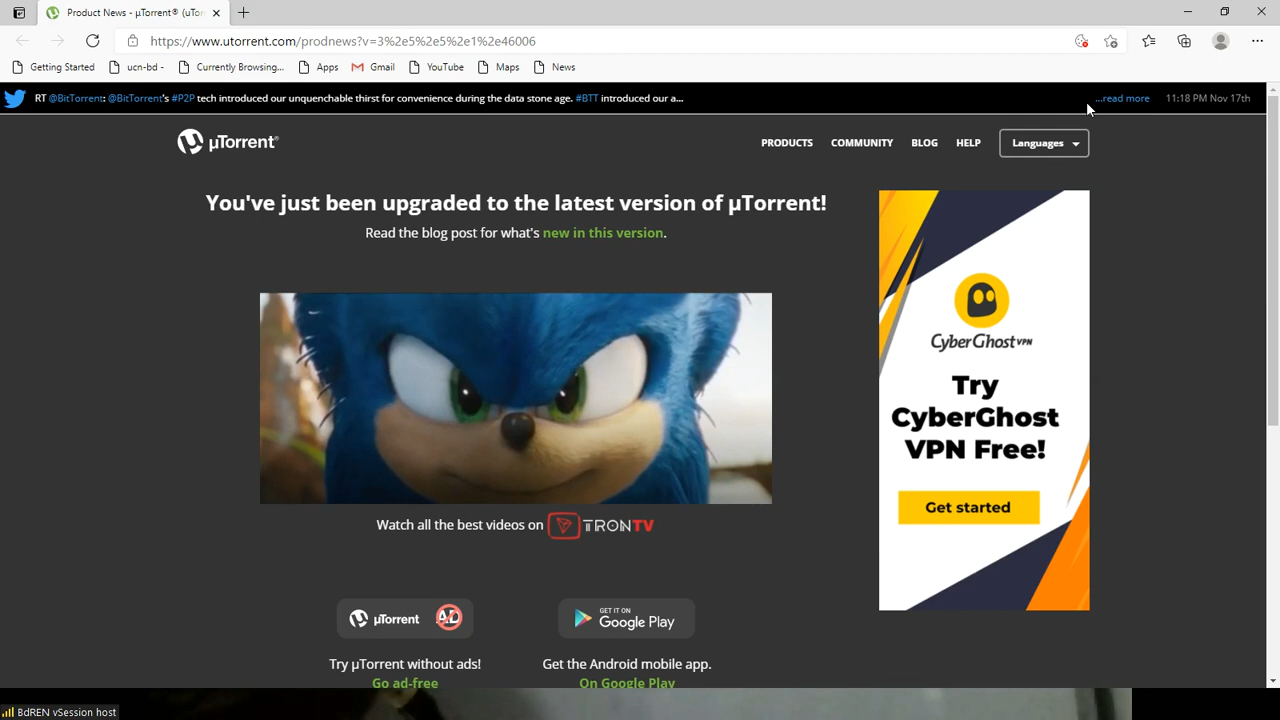 Product News - µTorrent® (uTor
https://www.utorrent.com/prodnews?v=3%2e5%2e5%2e1%2e46006
Getting Started
ucn-bd -
Currently Browsing...
Apps
Gmail
YouTube
Maps
News
RT @BitTorrent: @BitTorrent's #P2P tech introduced our unquenchable thirst for convenience during the data stone age. #BTT introduced our a...
...read more
11:18 PM Nov 17th
µTorrent®
PRODUCTS
COMMUNITY
BLOG
HELP
Languages
You've just been upgraded to the latest version of µTorrent!
Read the blog post for what's new in this version.
CyberGhost VPN
Try
CyberGhost
VPN Free!
Get started
Watch all the best videos on TRONTV
µTorrent
AD
GET IT ON
Google Play
Try µTorrent without ads!
Get the Android mobile app.
Go ad-free
On Google Play
BdREN vSession host